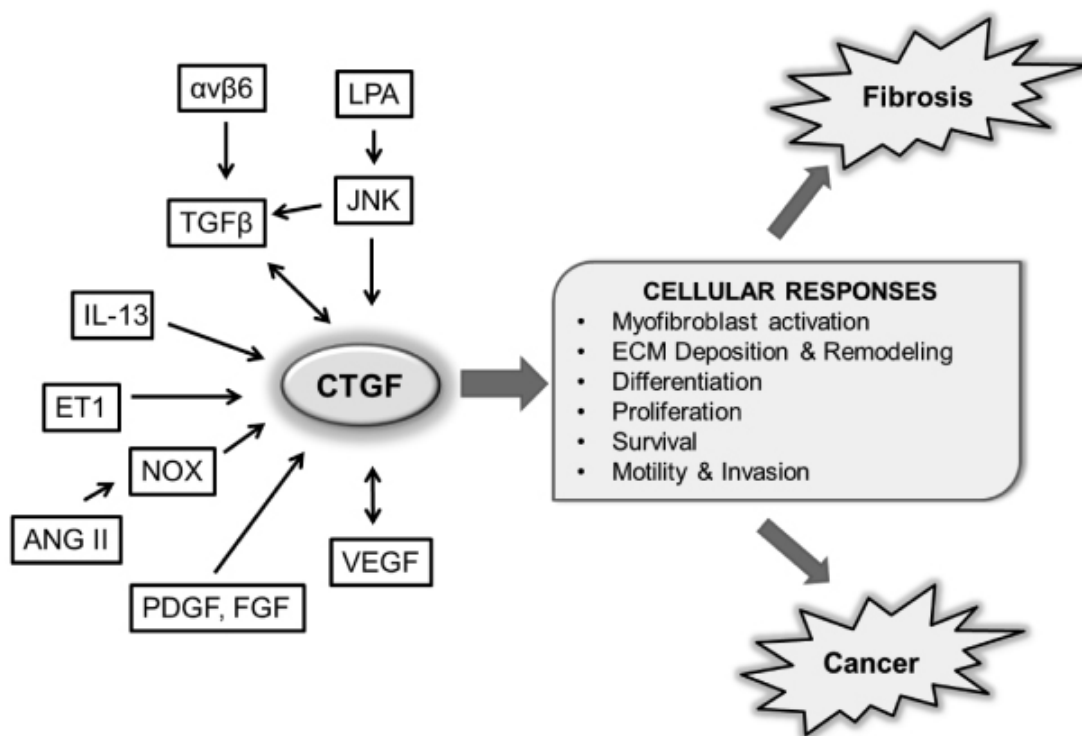 αvβ6
LPA
Fibrosis
TGFβ
JNK
IL-13
CTGF
ET1
NOX
ANG II
PDGF, FGF
VEGF
CELLULAR RESPONSES
• Myofibroblast activation
• ECM Deposition & Remodeling
• Differentiation
• Proliferation
• Survival
• Motility & Invasion
Cancer